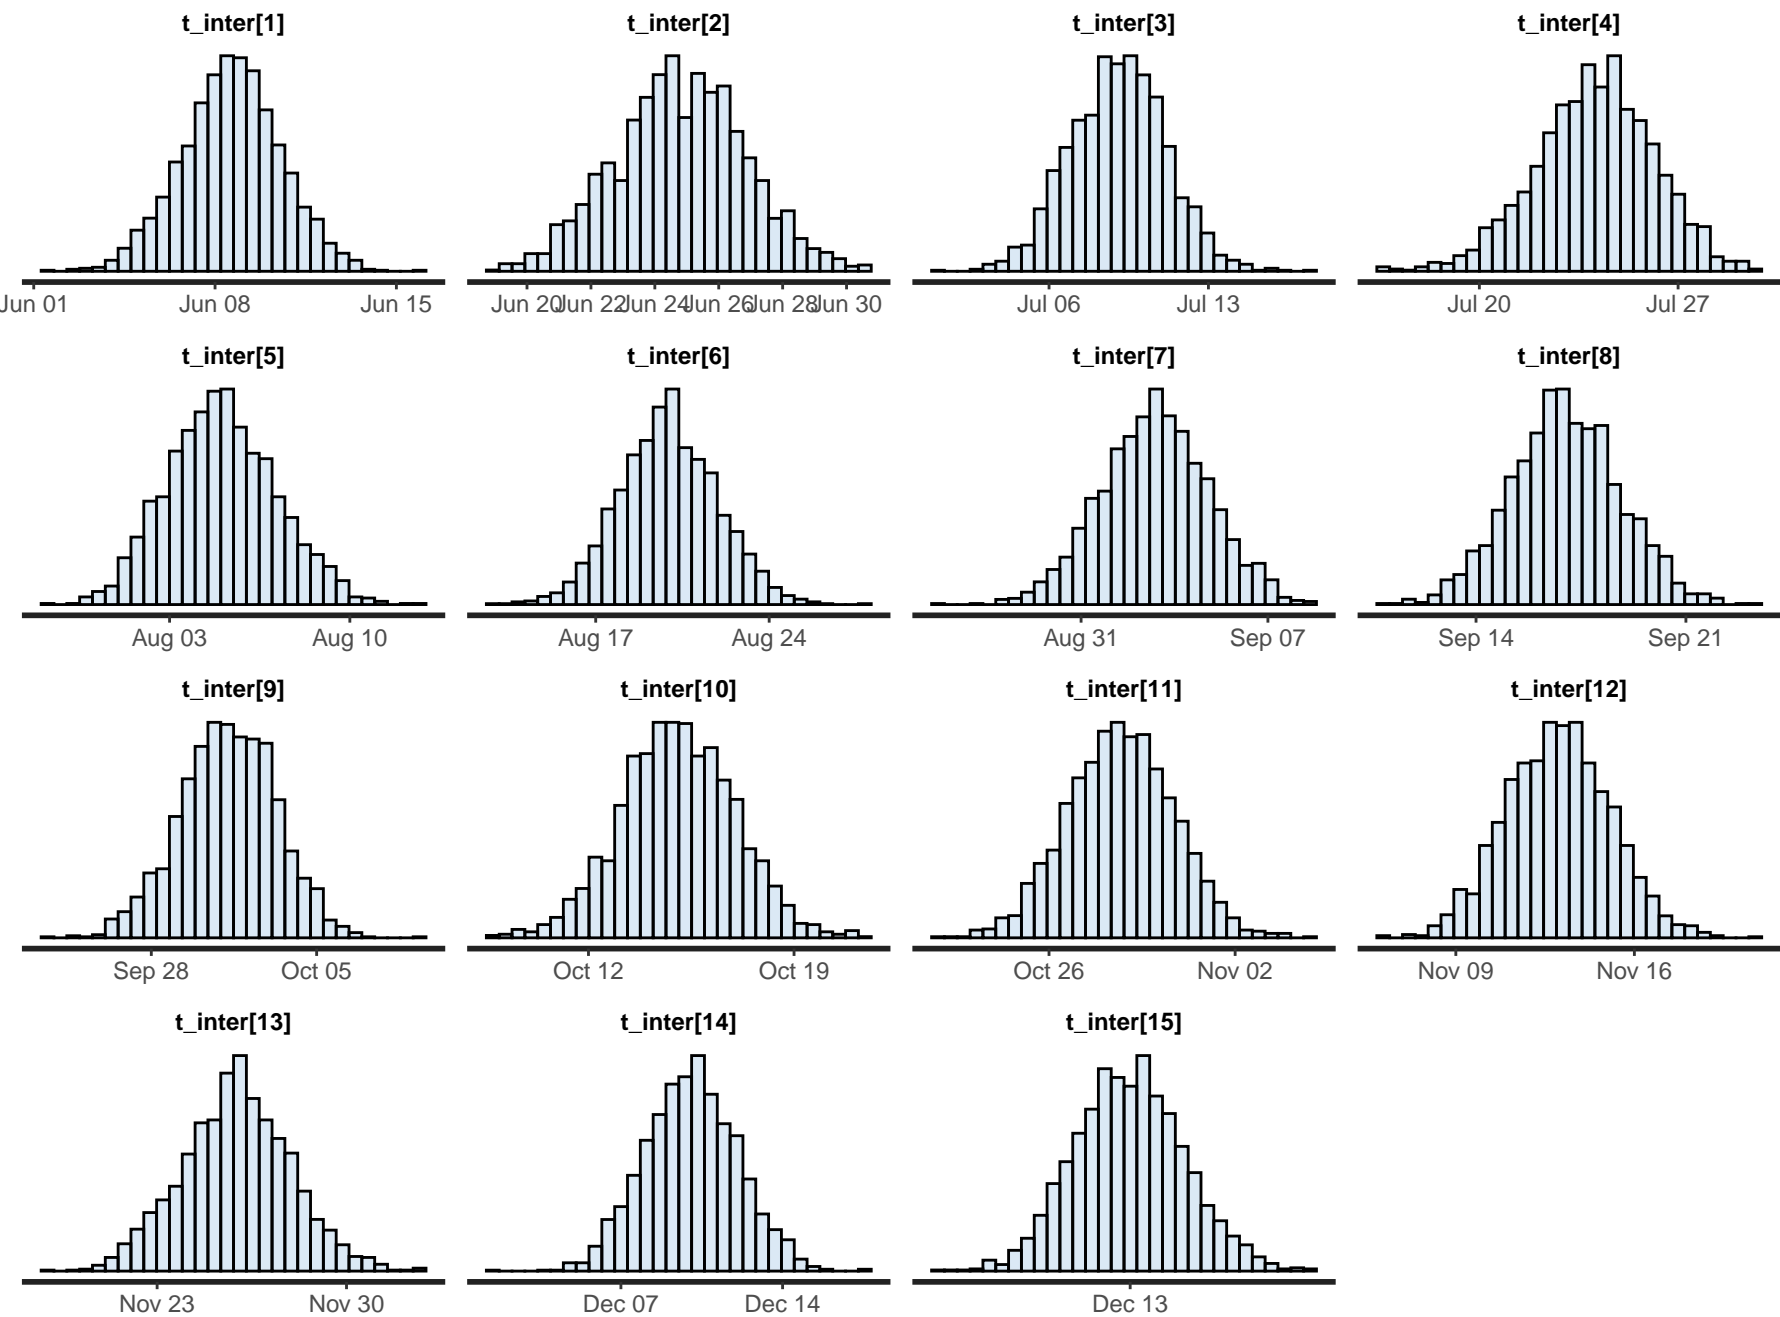 t_inter[1] t_inter[2] t_inter[3] t_inter[4]
Jun 01 Jun 08 Jun 15 Jun 20 Jun 22 Jun 24 Jun 26 Jun 28 Jun 30 Jul 06 Jul 13 Jul 20 Jul 27
t_inter[5] t_inter[6] t_inter[7] t_inter[8]
Aug 03 Aug 10 Aug 17 Aug 24 Aug 31 Sep 07 Sep 14 Sep 21
t_inter[9] t_inter[10] t_inter[11] t_inter[12]
Sep 28 Oct 05 Oct 12 Oct 19 Oct 26 Nov 02 Nov 09 Nov 16
t_inter[13] t_inter[14] t_inter[15]
Nov 23 Nov 30 Dec 07 Dec 14 Dec 13